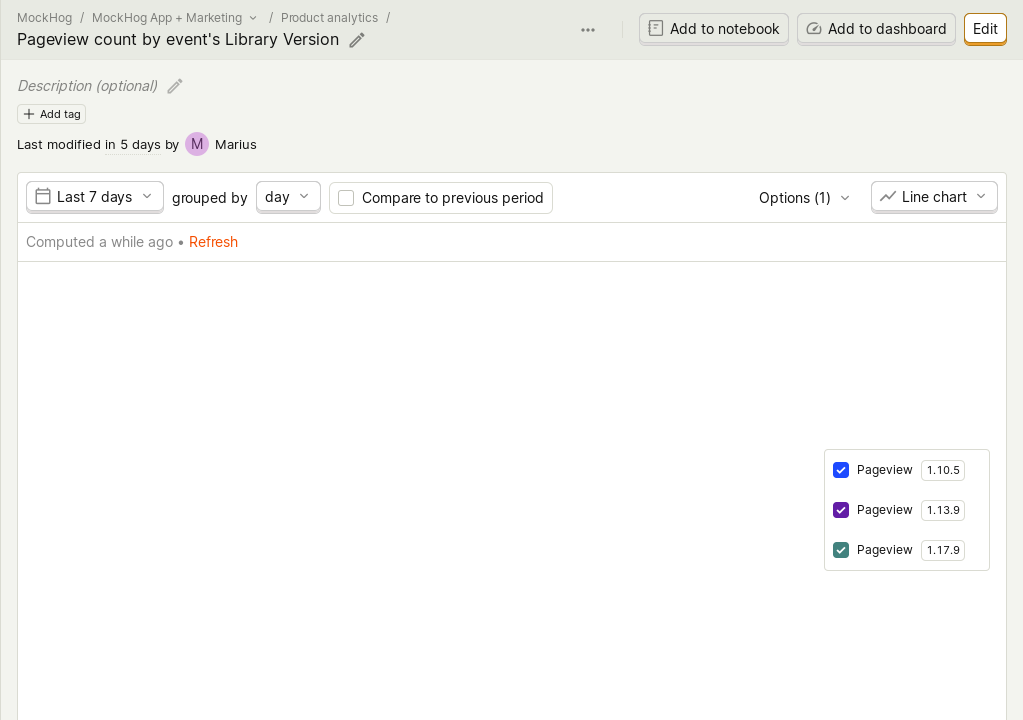 MockHog / MockHog App + Marketing / Product analytics /
Pageview count by event's Library Version
Add to notebook
Add to dashboard
Edit
Description (optional)
Add tag
Last modified in 5 days by M Marius
Last 7 days grouped by day Compare to previous period Options (1) Line chart
Computed a while ago • Refresh
Pageview 1.10.5
Pageview 1.13.9
Pageview 1.17.9